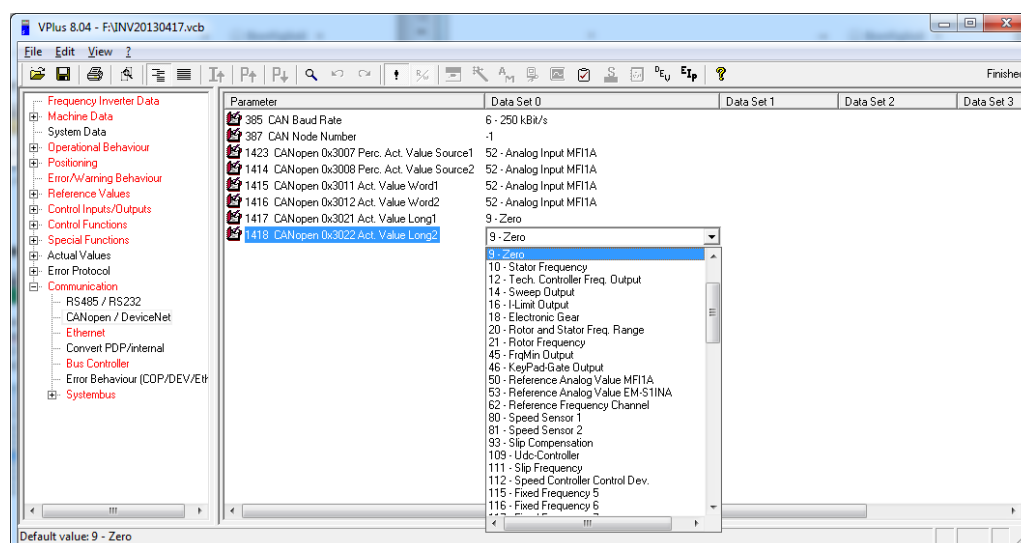 VPlus 8.04 - F:\INV20130417.vcb
File Edit View ?
Finished
Frequency Inverter Data
Machine Data
System Data
Operational Behaviour
Positioning
Error/Warning Behaviour
Reference Values
Control Inputs/Outputs
Control Functions
Special Functions
Actual Values
Error Protocol
Communication
RS485 / RS232
CANopen / DeviceNet
Ethernet
Convert PDP/internal
Bus Controller
Error Behaviour (COP/DEV/Eth
Systembus
Parameter Data Set 0 Data Set 1 Data Set 2 Data Set 3
385 CAN Baud Rate 6 - 250 kBit/s
387 CAN Node Number -1
1423 CANopen 0x3007 Perc. Act. Value Source1 52 - Analog Input MFI1A
1414 CANopen 0x3008 Perc. Act. Value Source2 52 - Analog Input MFI1A
1415 CANopen 0x3011 Act. Value Word1 52 - Analog Input MFI1A
1416 CANopen 0x3012 Act. Value Word2 52 - Analog Input MFI1A
1417 CANopen 0x3021 Act. Value Long1 9 - Zero
1418 CANopen 0x3022 Act. Value Long2 9 - Zero
9 - Zero
10 - Stator Frequency
12 - Tech. Controller Freq. Output
14 - Sweep Output
16 - I-Limit Output
18 - Electronic Gear
20 - Rotor and Stator Freq. Range
21 - Rotor Frequency
45 - FrqMin Output
46 - KeyPad-Gate Output
50 - Reference Analog Value MFI1A
53 - Reference Analog Value EM-S1INA
62 - Reference Frequency Channel
80 - Speed Sensor 1
81 - Speed Sensor 2
93 - Slip Compensation
109 - Udc-Controller
111 - Slip Frequency
112 - Speed Controller Control Dev.
115 - Fixed Frequency 5
116 - Fixed Frequency 6
Default value: 9 - Zero